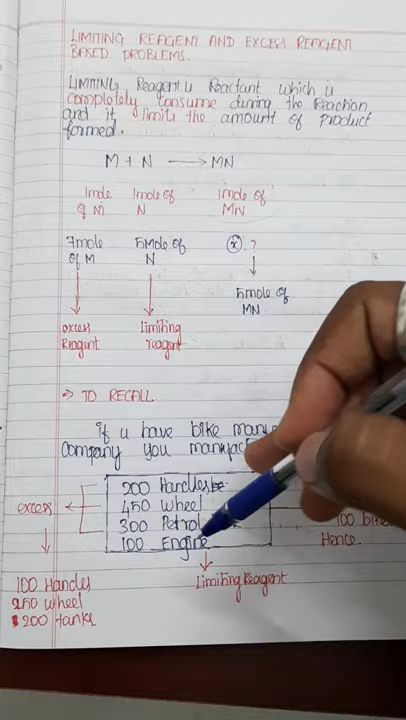 LIMITING REAGENT AND EXCESS REAGENT
BASED PROBLEMS.
LIMITING Reagent is Reactant which is
completely consume during the Reaction
and it limits the amount of product
formed.
M + N → MN
1mole 1mole of 1mole of
of M N MN
7mole 5mole of (x) ?
of M N
5mole of
MN
excess limiting
Reagent reagent
⇒ TO RECALL
if u have bike
company you
200 Handles
450 wheel
excess
300 Petrol
100 bike
100 Engine
Hence.
Limiting Reagent
100 Handles
250 wheel
200 Tanks